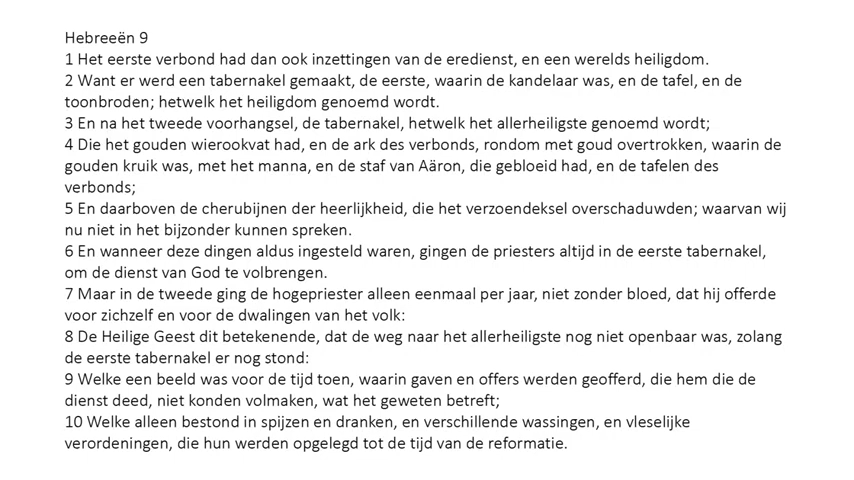 Hebreeën 9
1 Het eerste verbond had dan ook inzettingen van de eredienst, en een werelds heiligdom.
2 Want er werd een tabernakel gemaakt, de eerste, waarin de kandelaar was, en de tafel, en de
toonbroden; hetwelk het heiligdom genoemd wordt.
3 En na het tweede voorhangsel, de tabernakel, hetwelk het allerheiligste genoemd wordt;
4 Die het gouden wierookvat had, en de ark des verbonds, rondom met goud overtrokken, waarin de
gouden kruik was, met het manna, en de staf van Aäron, die gebloeid had, en de tafelen des
verbonds;
5 En daarboven de cherubijnen der heerlijkheid, die het verzoendeksel overschaduwden; waarvan wij
nu niet in het bijzonder kunnen spreken.
6 En wanneer deze dingen aldus ingesteld waren, gingen de priesters altijd in de eerste tabernakel,
om de dienst van God te volbrengen.
7 Maar in de tweede ging de hogepriester alleen eenmaal per jaar, niet zonder bloed, dat hij offerde
voor zichzelf en voor de dwalingen van het volk:
8 De Heilige Geest dit betekenende, dat de weg naar het allerheiligste nog niet openbaar was, zolang
de eerste tabernakel er nog stond:
9 Welke een beeld was voor de tijd toen, waarin gaven en offers werden geofferd, die hem die de
dienst deed, niet konden volmaken, wat het geweten betreft;
10 Welke alleen bestond in spijzen en dranken, en verschillende wassingen, en vleselijke
verordeningen, die hun werden opgelegd tot de tijd van de reformatie.